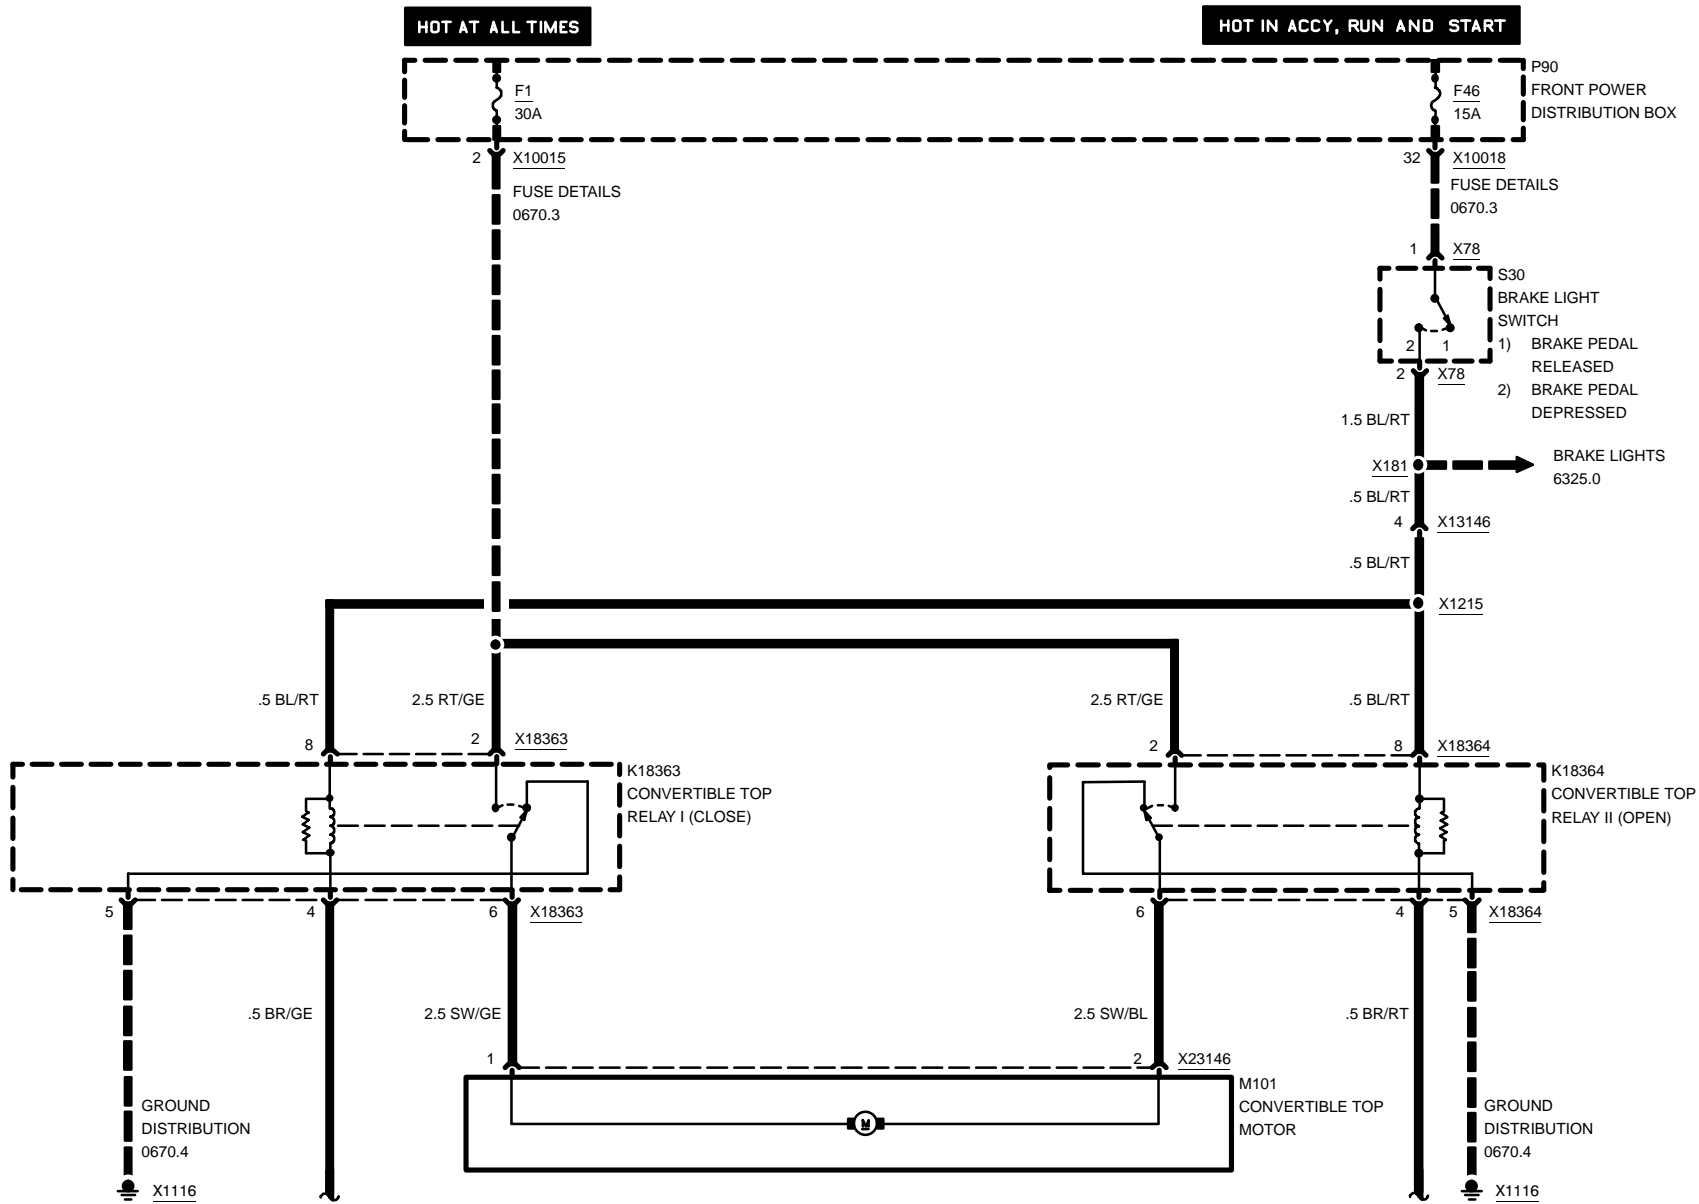 HOT AT ALL TIMES
HOT IN ACCY, RUN AND START
F1
30A
F46
15A
P90
FRONT POWER
DISTRIBUTION BOX
2 X10015
FUSE DETAILS
0670.3
32 X10018
FUSE DETAILS
0670.3
1 X78
S30
BRAKE LIGHT
SWITCH
1) BRAKE PEDAL
RELEASED
2) BRAKE PEDAL
DEPRESSED
2 1
2 X78
1.5 BL/RT
X181
BRAKE LIGHTS
6325.0
.5 BL/RT
4 X13146
.5 BL/RT
X1215
.5 BL/RT
2.5 RT/GE
2.5 RT/GE
.5 BL/RT
8 2 X18363
2 8 X18364
K18363
CONVERTIBLE TOP
RELAY I (CLOSE)
K18364
CONVERTIBLE TOP
RELAY II (OPEN)
5 4 6 X18363
6 4 5 X18364
.5 BR/GE
2.5 SW/GE
2.5 SW/BL
.5 BR/RT
1 2 X23146
M101
CONVERTIBLE TOP
MOTOR
M
GROUND
DISTRIBUTION
0670.4
X1116
GROUND
DISTRIBUTION
0670.4
X1116